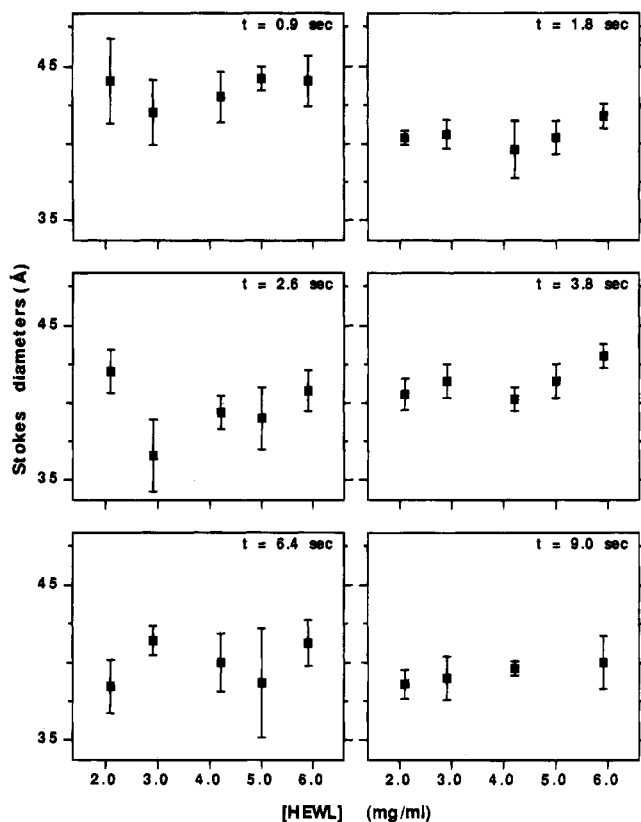 t = 0.9 sec
t = 1.8 sec
45
35
t = 2.6 sec
t = 3.8 sec
45
35
Stokes diameters (Å)
t = 6.4 sec
t = 9.0 sec
45
35
2.0 3.0 4.0 5.0 6.0
2.0 3.0 4.0 5.0 6.0
[HEWL] (mg/ml)